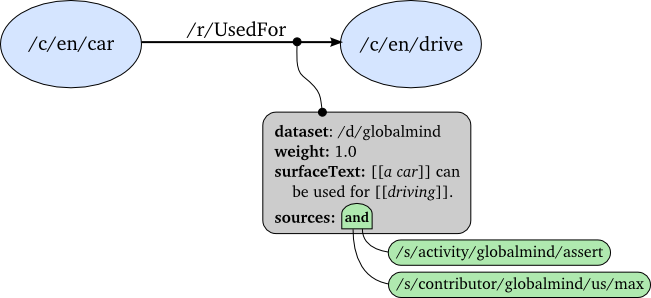 /c/en/car
/r/UsedFor
/c/en/drive
dataset: /d/globalmind
weight: 1.0
surfaceText: [[a car]] can
be used for [[driving]].
sources: and
/s/activity/globalmind/assert
/s/contributor/globalmind/us/max